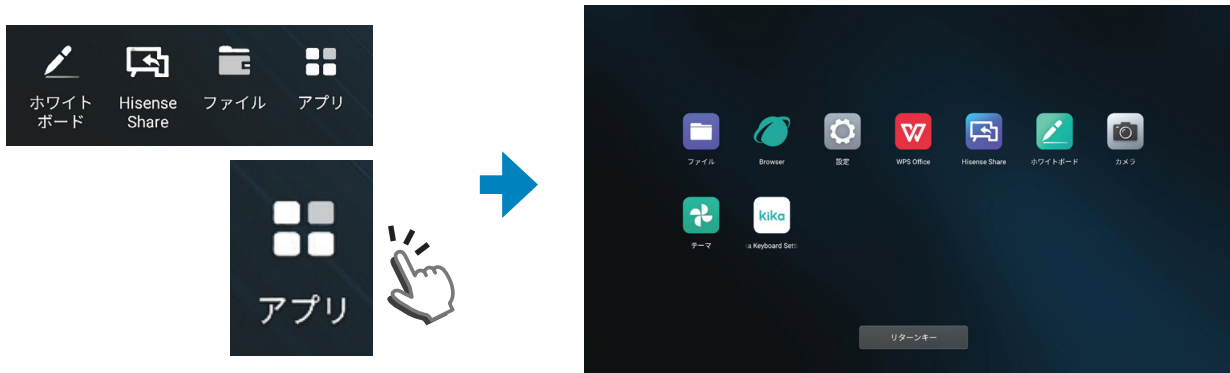 ホワイト
ボード
Hisense
Share
ファイル
アプリ
アプリ
ファイル
Browser
設定
WPS Office
Hisense Share
ホワイトボード
カメラ
kika
テーマ
a Keyboard Setti
リターンキー